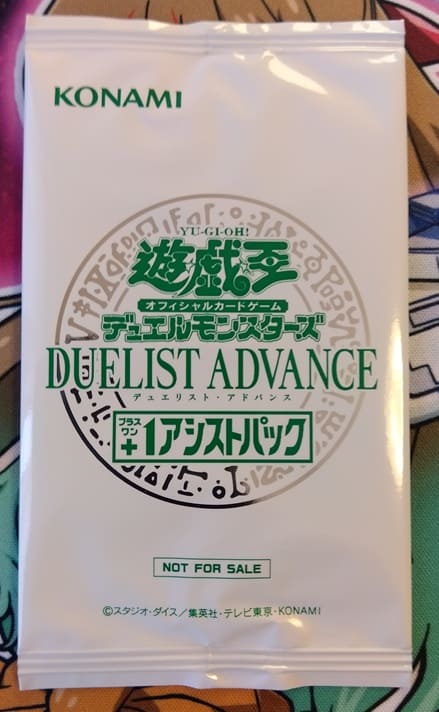 KONAMI
YU-GI-OH!
遊戯王
オフィシャルカードゲーム
デュエルモンスターズ
DUELIST ADVANCE
デュエリスト・アドバンス
プラスワン
+1アシストパック
NOT FOR SALE
©スタジオ・ダイス/集英社・テレビ東京・KONAMI